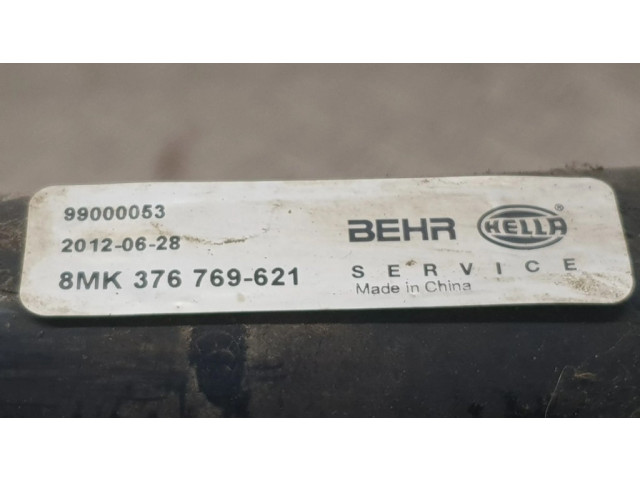 99000053
2012-06-28
8MK 376 769-621
BEHR HELLA
SERVICE
Made in China